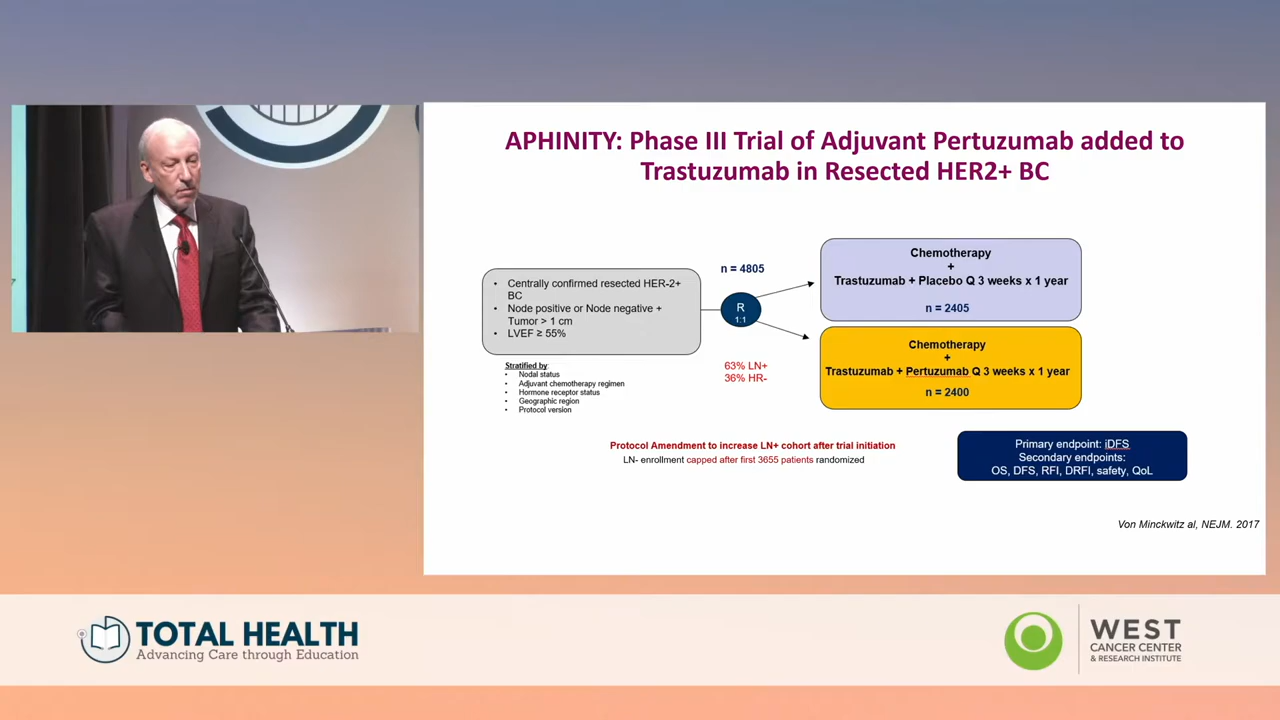 APHINITY: Phase III Trial of Adjuvant Pertuzumab added to
Trastuzumab in Resected HER2+ BC
• Centrally confirmed resected HER-2+
BC
• Node positive or Node negative +
Tumor > 1 cm
• LVEF ≥ 55%
Stratified by:
• Nodal status
• Adjuvant chemotherapy regimen
• Hormone receptor status
• Geographic region
• Protocol version
n = 4805
R
1:1
63% LN+
36% HR-
Chemotherapy
+
Trastuzumab + Placebo Q 3 weeks x 1 year
n = 2405
Chemotherapy
+
Trastuzumab + Pertuzumab Q 3 weeks x 1 year
n = 2400
Protocol Amendment to increase LN+ cohort after trial initiation
LN- enrollment capped after first 3655 patients randomized
Primary endpoint: iDFS
Secondary endpoints:
OS, DFS, RFI, DRFI, safety, QoL
Von Minckwitz al, NEJM. 2017
TOTAL HEALTH
Advancing Care through Education
WEST
CANCER CENTER
& RESEARCH INSTITUTE